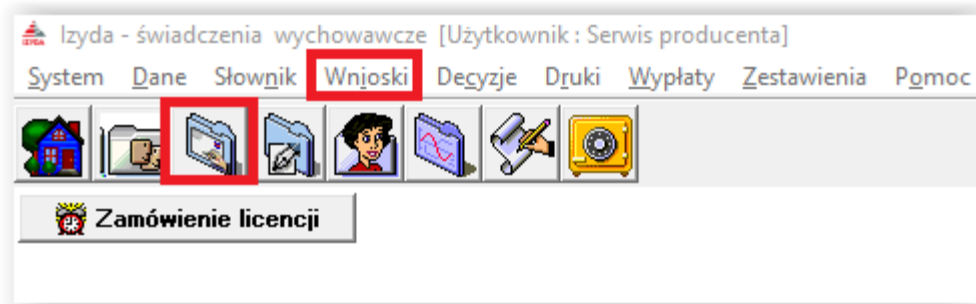 Izyda - świadczenia wychowawcze [Użytkownik : Serwis producenta]
System Dane Słownik Wnioski Decyzje Druki Wypłaty Zestawienia Pomoc
Zamówienie licencji